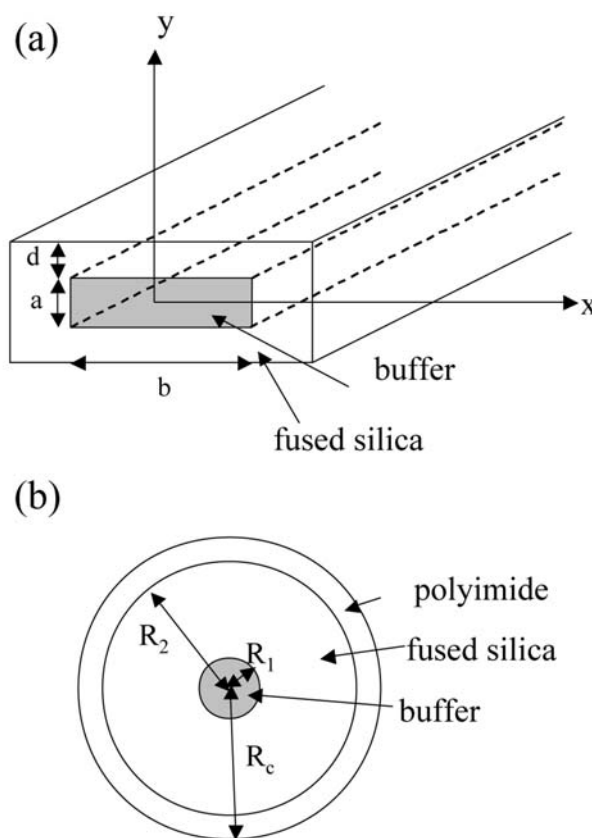 (a)
y
d
a
x
b
buffer
fused silica
(b)
polyimide
R2
fused silica
R1
buffer
Rc